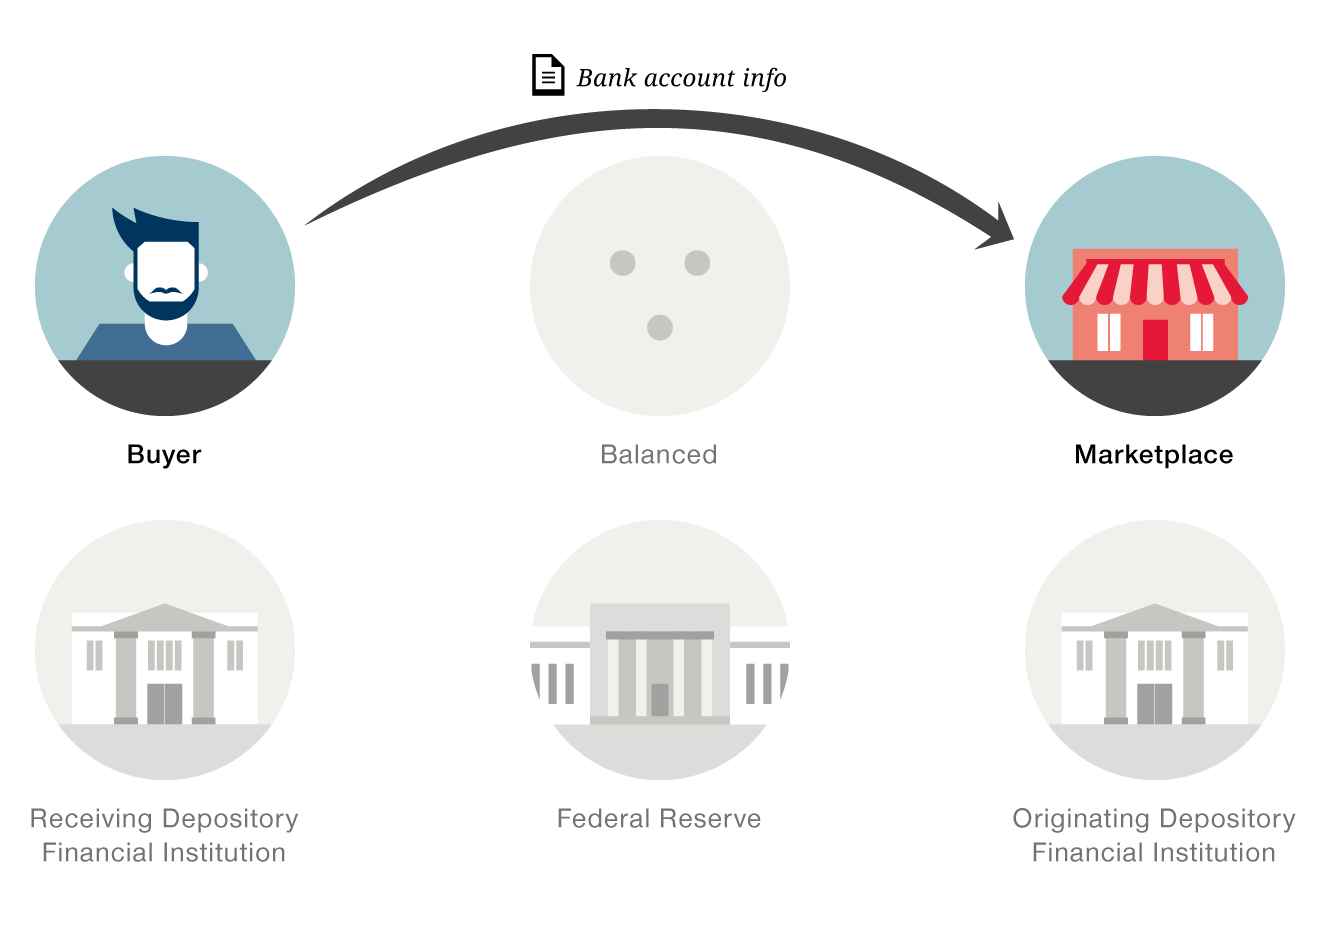 Bank account info
Buyer
Balanced
Marketplace
Receiving Depository
Financial Institution
Federal Reserve
Originating Depository
Financial Institution